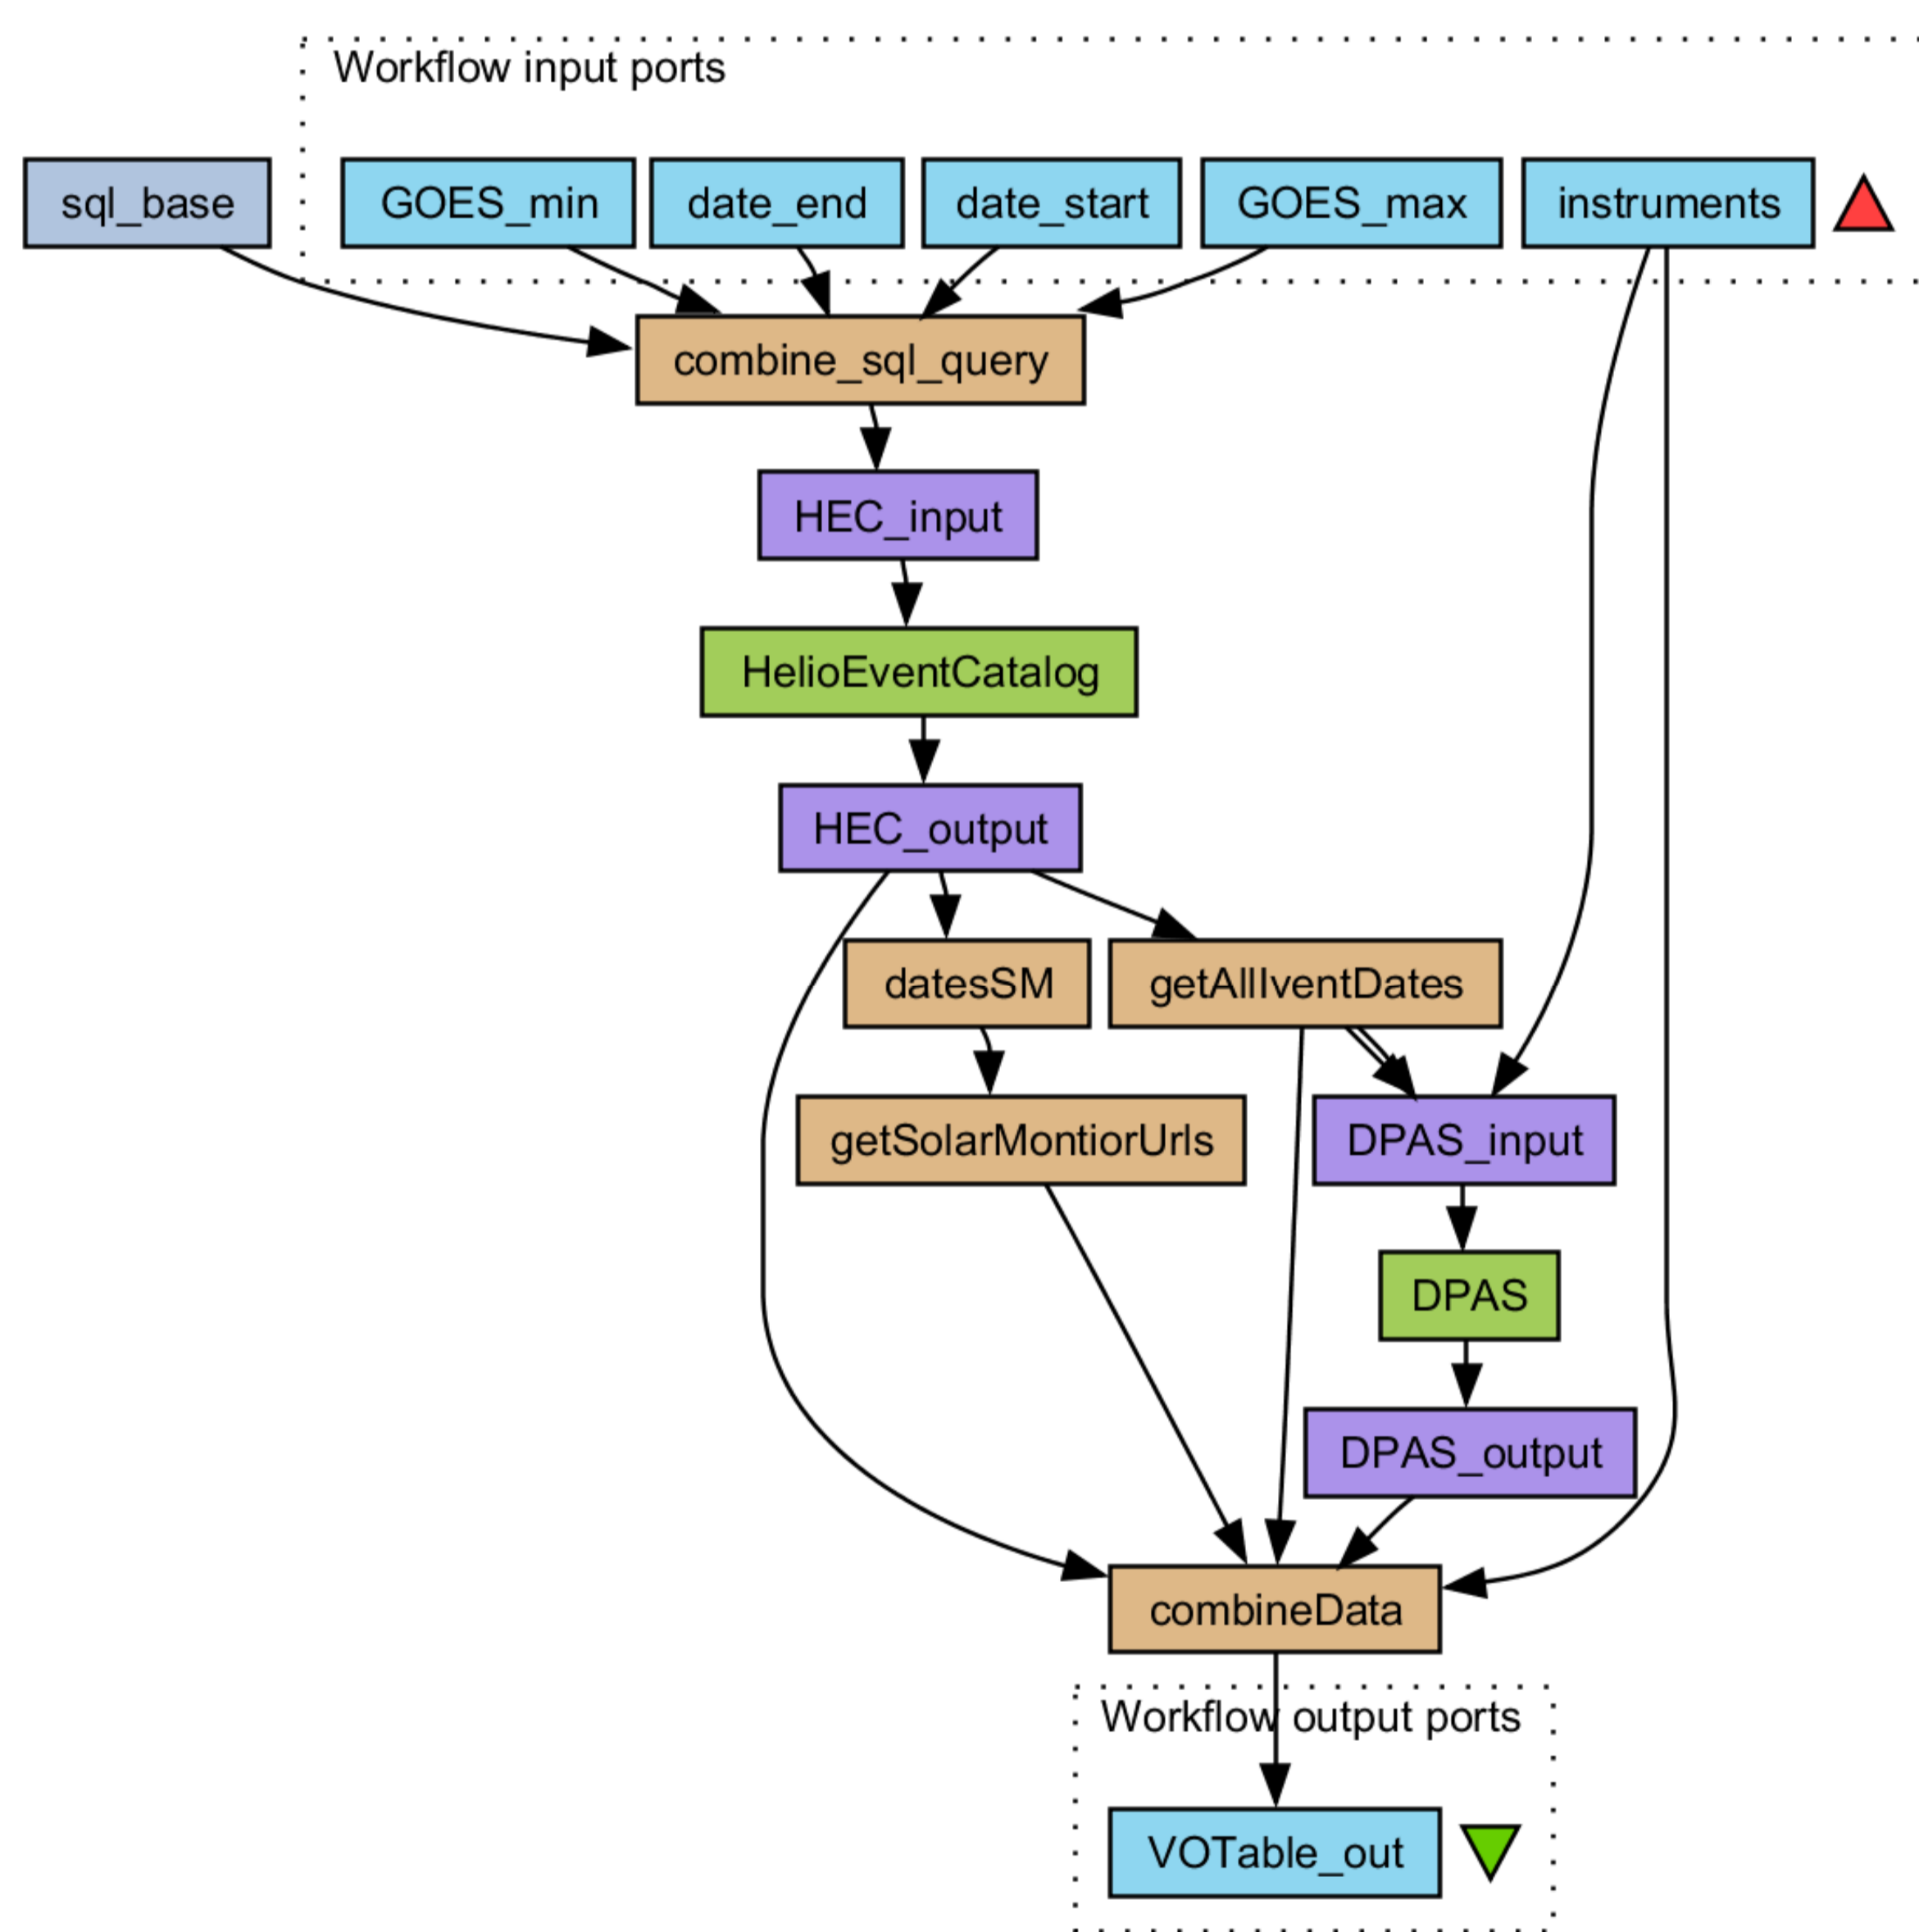 Workflow input ports
sql_base
GOES_min
date_end
date_start
GOES_max
instruments
combine_sql_query
HEC_input
HelioEventCatalog
HEC_output
datesSM
getAllIventDates
getSolarMontiorUrls
DPAS_input
DPAS
DPAS_output
combineData
Workflow output ports
VOTable_out